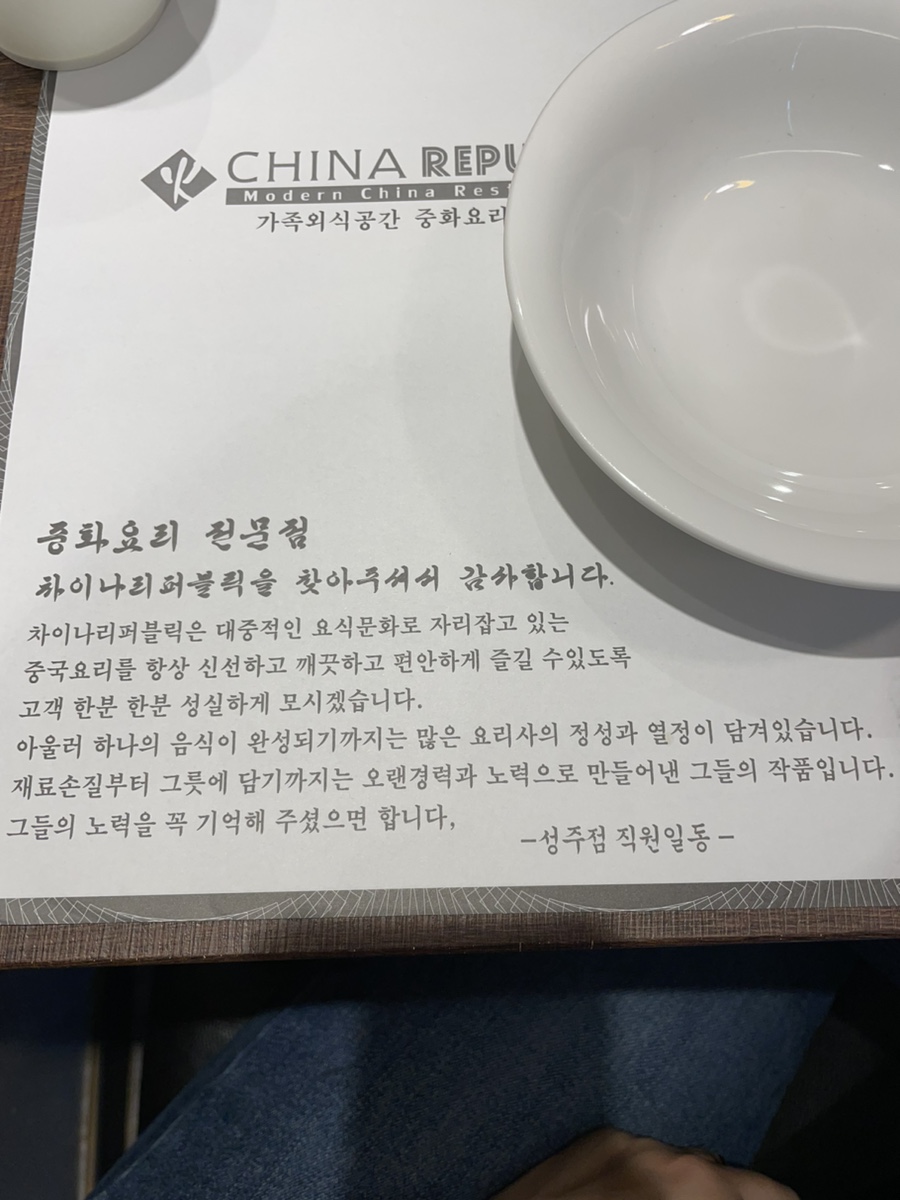 CHINA
Modern China
가족외식공간 중화요리
중화요리 전문점
차이나리퍼블릭을 찾아주셔서 감사합니다.
차이나리퍼블릭은 대중적인 요식문화로 자리잡고 있는
중국요리를 항상 신선하고 깨끗하고 편안하게 즐길 수있도록
고객 한분 한분 성실하게 모시겠습니다.
아울러 하나의 음식이 완성되기까지는 많은 요리사의 정성과 열정이 담겨있습니다.
재료손질부터 그릇에 담기까지는 오랜경력과 노력으로 만들어낸 그들의 작품입니다.
그들의 노력을 꼭 기억해 주셨으면 합니다,
-성주점 직원일동-